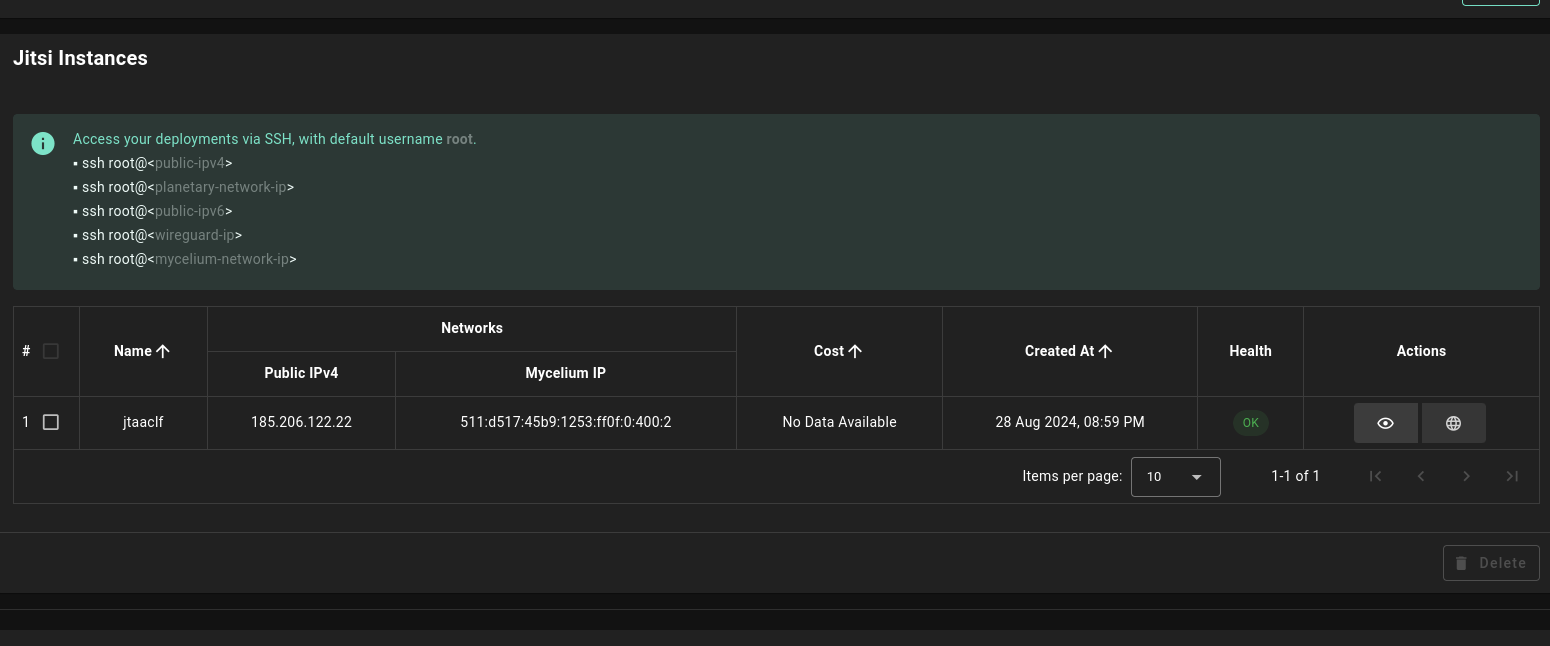 Jitsi Instances
Access your deployments via SSH, with default username root.
▪ ssh root@<public-ipv4>
▪ ssh root@<planetary-network-ip>
▪ ssh root@<public-ipv6>
▪ ssh root@<wireguard-ip>
▪ ssh root@<mycelium-network-ip>
# Name Networks Cost Created At Health Actions
Public IPv4 Mycelium IP
1 jtaaclf 185.206.122.22 511:d517:45b9:1253:ff0f:0:400:2 No Data Available 28 Aug 2024, 08:59 PM OK
Items per page: 10 1-1 of 1
Delete